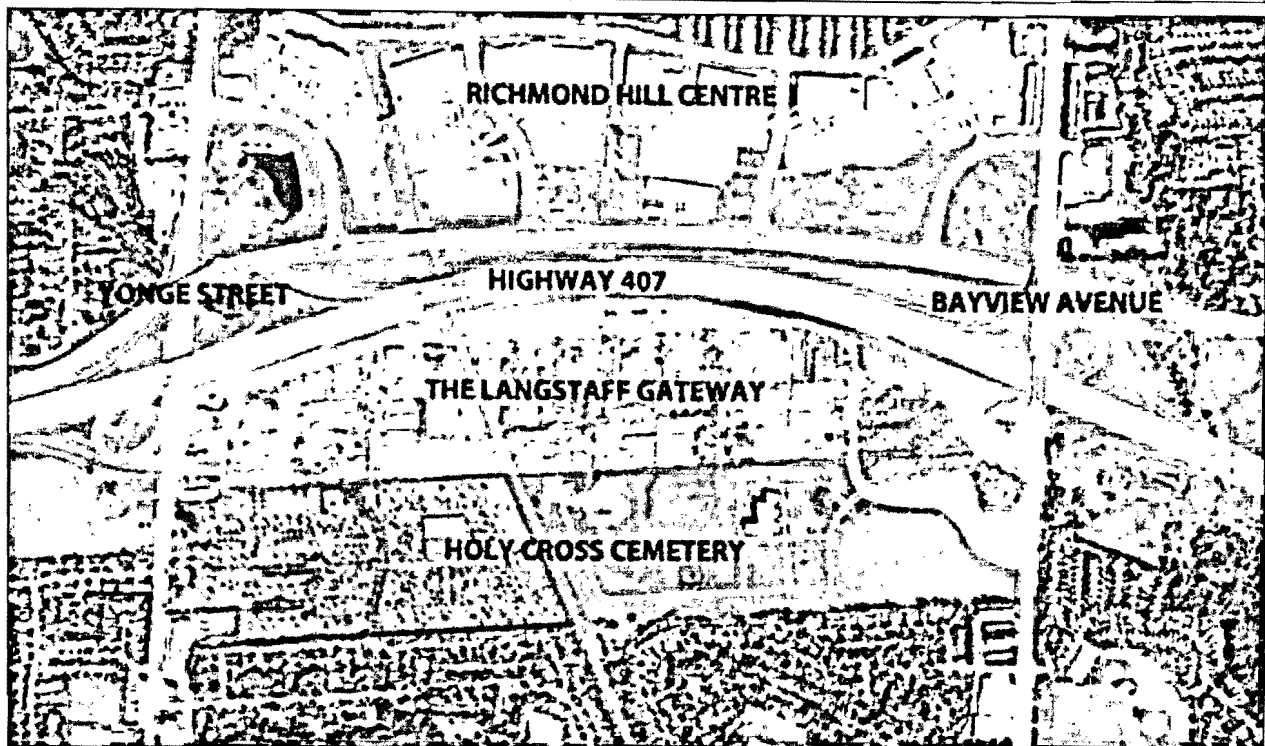 RICHMOND HILL CENTRE
HIGHWAY 407
YONGE STREET
BAYVIEW AVENUE
THE LANGSTAFF GATEWAY
HOLY CROSS CEMETERY